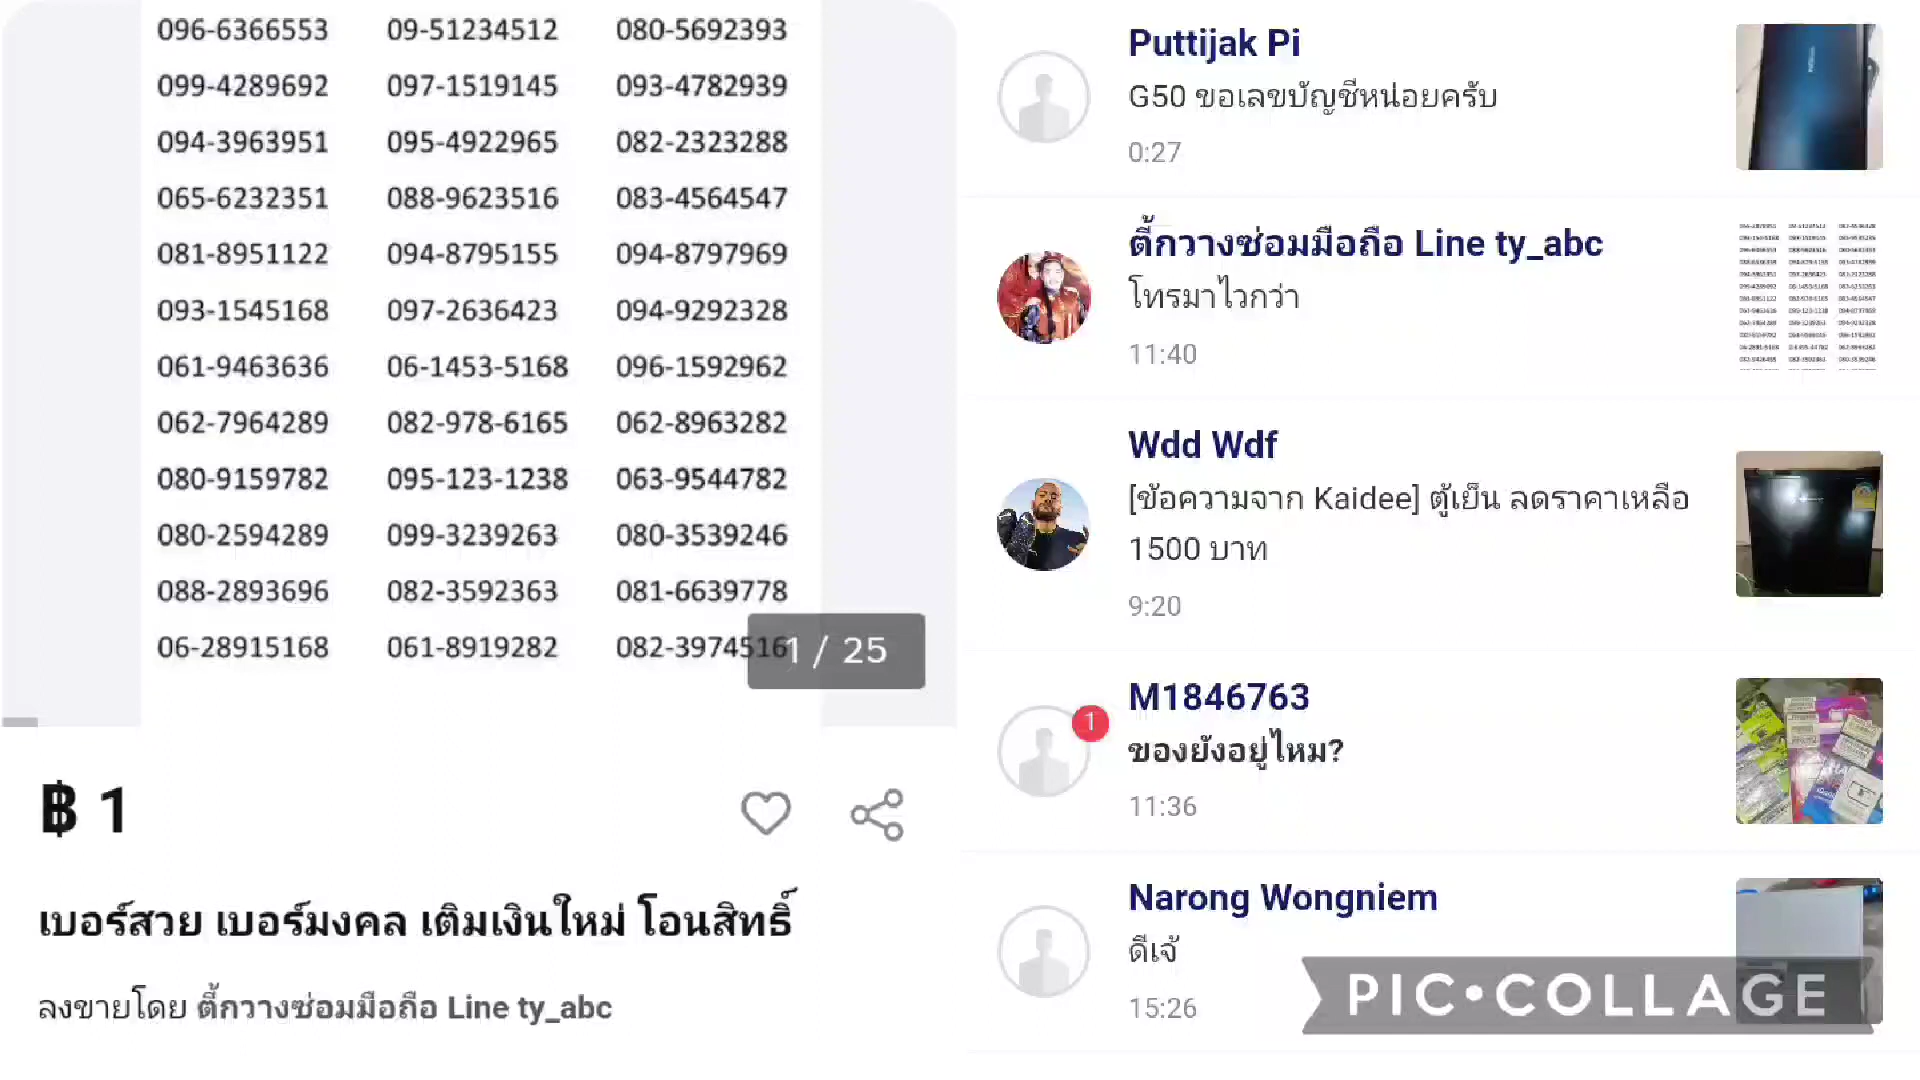 096-6366553 09-51234512 080-5692393
099-4289692 097-1519145 093-4782939
094-3963951 095-4922965 082-2323288
065-6232351 088-9623516 083-4564547
081-8951122 094-8795155 094-8797969
093-1545168 097-2636423 094-9292328
061-9463636 06-1453-5168 096-1592962
062-7964289 082-978-6165 062-8963282
080-9159782 095-123-1238 063-9544782
080-2594289 099-3239263 080-3539246
088-2893696 082-3592363 081-6639778
06-28915168 061-8919282 082-3974516
1 / 25
฿ 1
เบอร์สวย เบอร์มงคล เติมเงินใหม่ โอนสิทธิ์
ลงขายโดย ตี๋กวางซ่อมมือถือ Line ty_abc
Puttijak Pi
G50 ขอเลขบัญชีหน่อยครับ
0:27
ตี๋กวางซ่อมมือถือ Line ty_abc
โทรมาไวกว่า
11:40
Wdd Wdf
[ข้อความจาก Kaidee] ตู้เย็น ลดราคาเหลือ
1500 บาท
9:20
M1846763
1
ของยังอยู่ไหม?
11:36
Narong Wongniem
ดีเจ้
15:26
PIC•COLLAGE